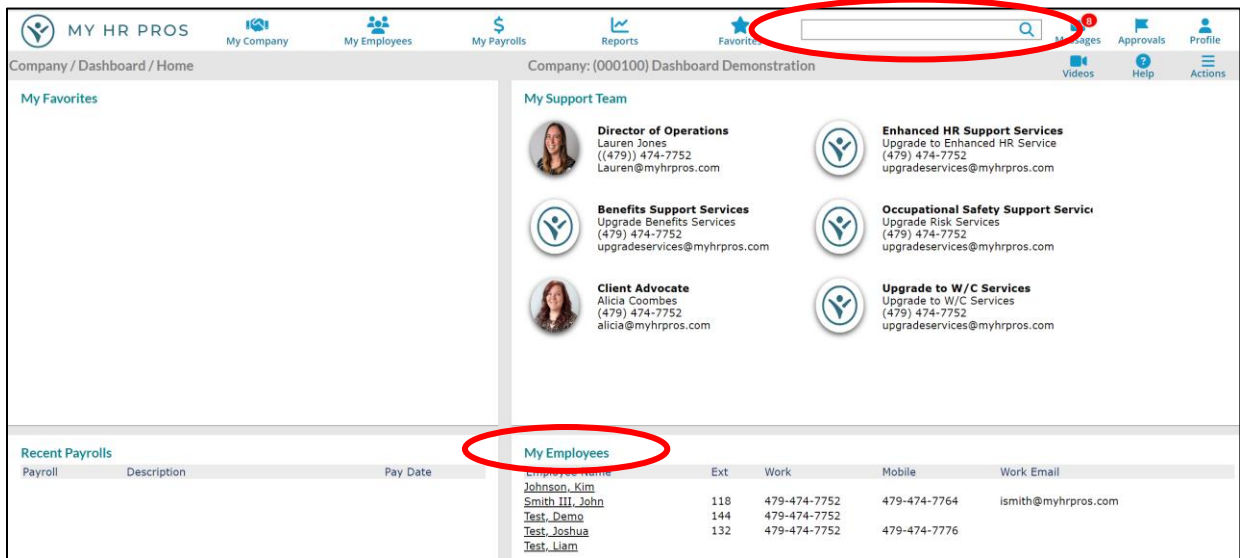 MY HR PROS
My Company
My Employees
$
My Payrolls
Reports
Favorites
8
Messages
Approvals
Profile
Company / Dashboard / Home
Company: (000100) Dashboard Demonstration
Videos
?
Help
Actions
My Favorites
My Support Team
Director of Operations
Lauren Jones
((479)) 474-7752
Lauren@myhrpros.com
Enhanced HR Support Services
Upgrade to Enhanced HR Service
(479) 474-7752
upgradeservices@myhrpros.com
Benefits Support Services
Upgrade Benefits Services
(479) 474-7752
upgradeservices@myhrpros.com
Occupational Safety Support Servic
Upgrade Risk Services
(479) 474-7752
upgradeservices@myhrpros.com
Client Advocate
Alicia Coombes
(479) 474-7752
alicia@myhrpros.com
Upgrade to W/C Services
Upgrade to W/C Services
(479) 474-7752
upgradeservices@myhrpros.com
Recent Payrolls
Payroll Description Pay Date
My Employees
Employee Name Ext Work Mobile Work Email
Johnson, Kim
Smith III, John 118 479-474-7752 479-474-7764 ismith@myhrpros.com
Test, Demo 144 479-474-7752
Test, Joshua 132 479-474-7752 479-474-7776
Test, Liam